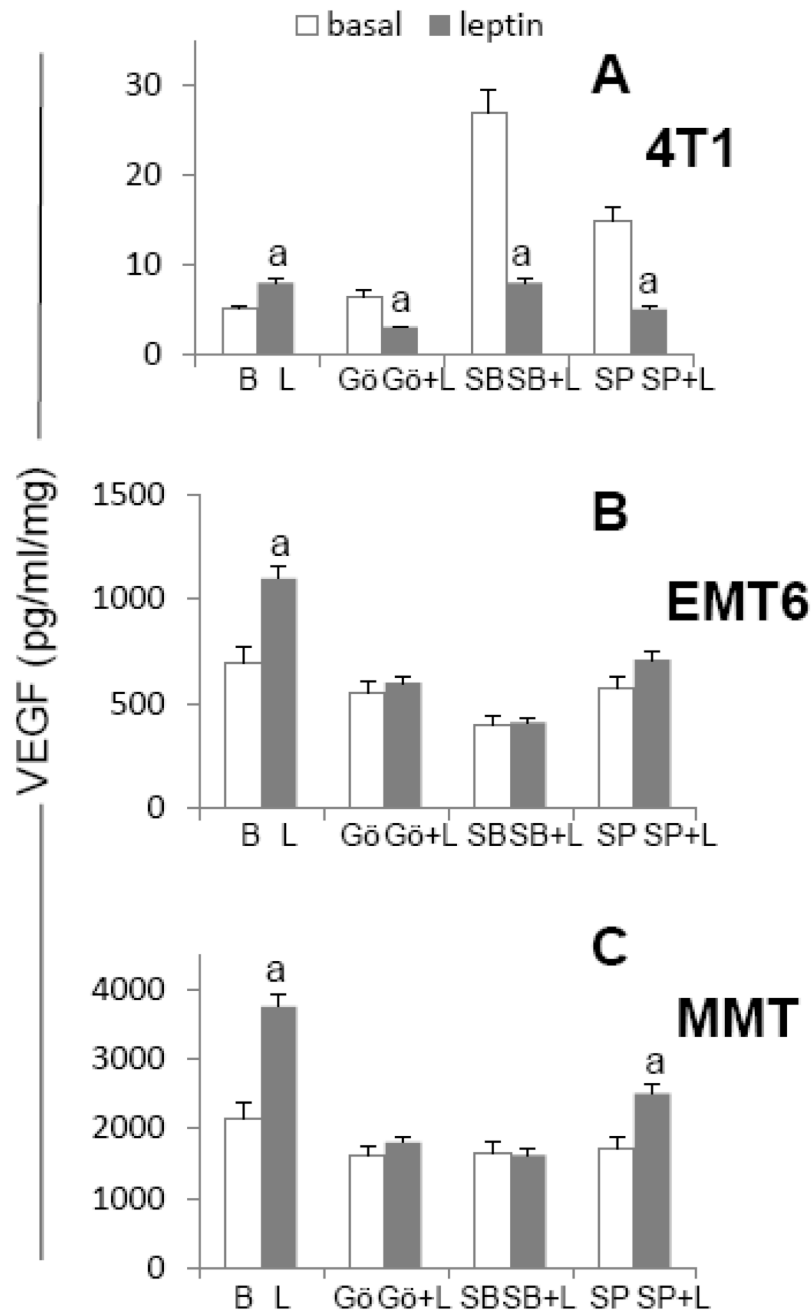 basal leptin
A
4T1
30
20
10
0
a a a a
B L Gö Gö+L SB SB+L SP SP+L
VEGF (pg/ml/mg)
B
EMT6
1500
1000
500
0
a
B L Gö Gö+L SB SB+L SP SP+L
C
MMT
4000
3000
2000
1000
0
a a
B L Gö Gö+L SB SB+L SP SP+L